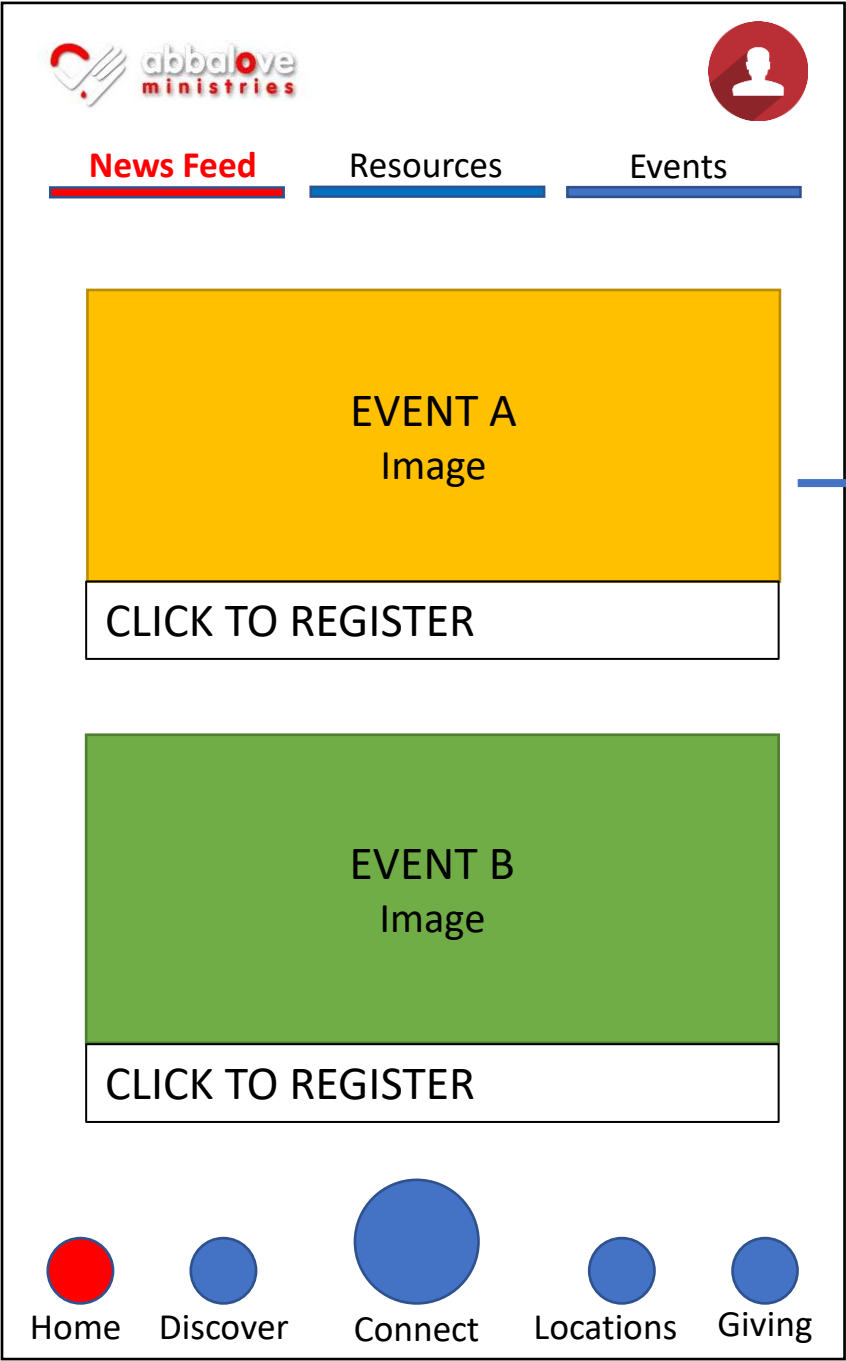 abbalove
ministries
News Feed Resources Events
EVENT A
Image
CLICK TO REGISTER
EVENT B
Image
CLICK TO REGISTER
Home Discover Connect Locations Giving